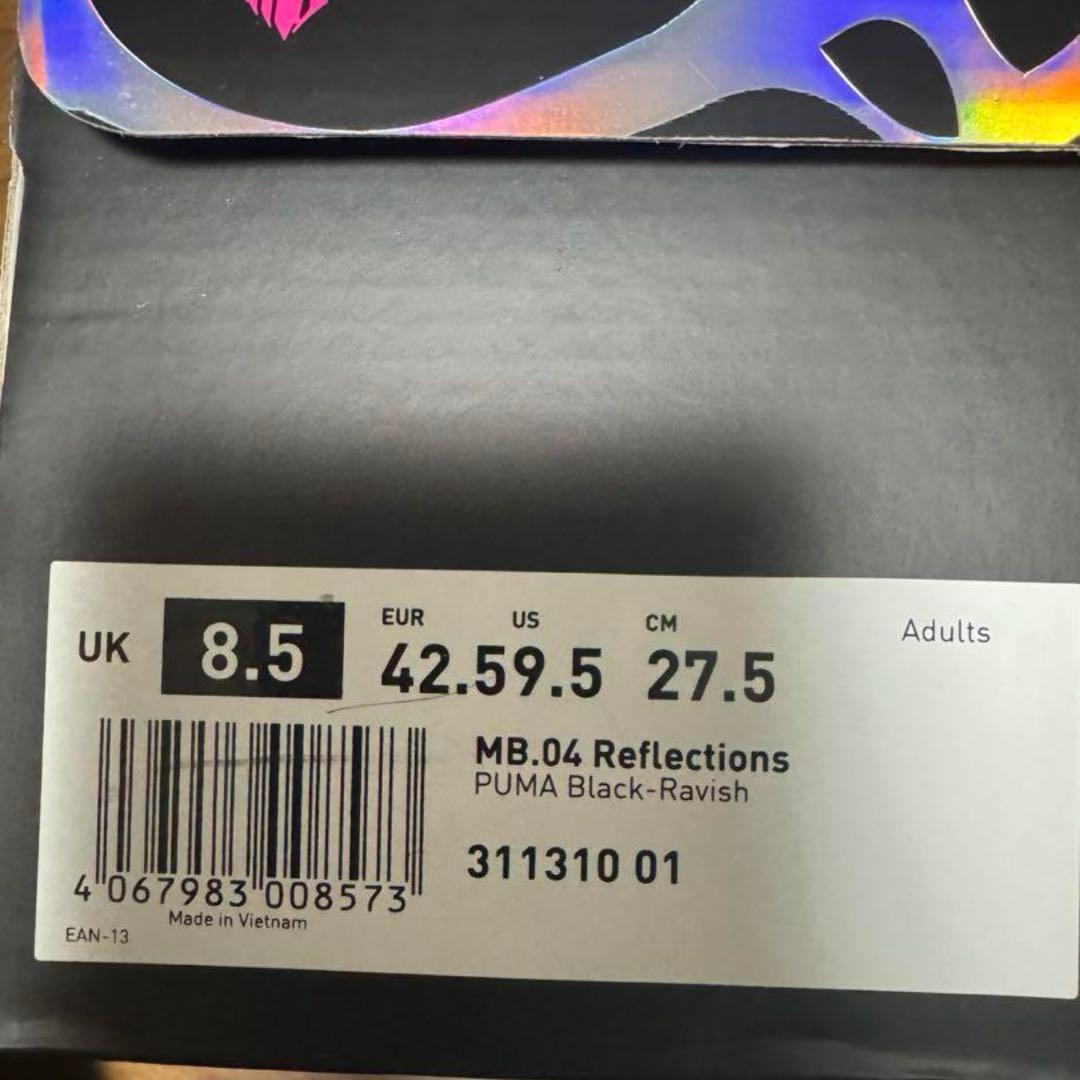 EUR US CM Adults
UK 8.5 42.5 9.5 27.5
MB.04 Reflections
PUMA Black-Ravish
311310 01
4 067983 008573
Made in Vietnam
EAN-13